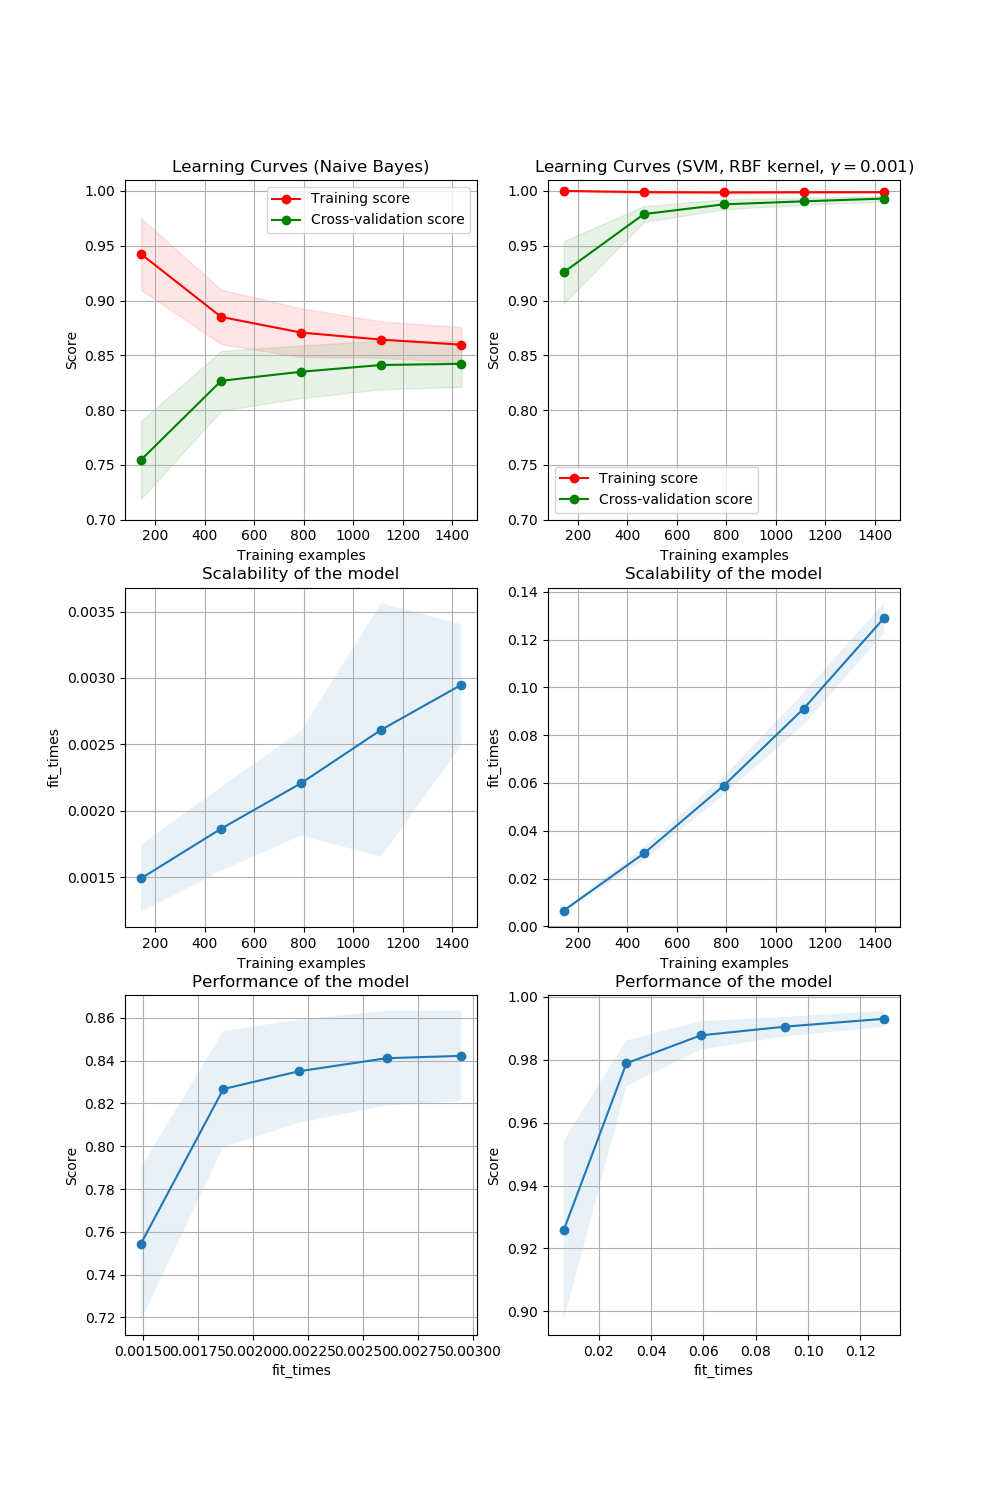 Learning Curves (Naive Bayes)
1.00
0.95
0.90
0.85
0.80
0.75
0.70
Score
Training score
Cross-validation score
200 400 600 800 1000 1200 1400
Training examples
Learning Curves (SVM, RBF kernel, γ = 0.001)
1.00
0.95
0.90
0.85
0.80
0.75
0.70
Score
Training score
Cross-validation score
200 400 600 800 1000 1200 1400
Training examples
Scalability of the model
0.0035
0.0030
0.0025
0.0020
0.0015
fit_times
200 400 600 800 1000 1200 1400
Training examples
Scalability of the model
0.14
0.12
0.10
0.08
0.06
0.04
0.02
0.00
fit_times
200 400 600 800 1000 1200 1400
Training examples
Performance of the model
0.86
0.84
0.82
0.80
0.78
0.76
0.74
0.72
Score
0.00150 0.00175 0.00200 0.00225 0.00250 0.00275 0.00300
fit_times
Performance of the model
1.00
0.98
0.96
0.94
0.92
0.90
Score
0.02 0.04 0.06 0.08 0.10 0.12
fit_times